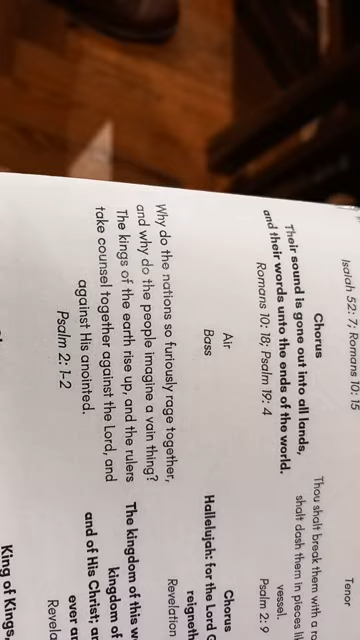 Isaiah 52: 7; Romans 10: 15
Chorus
Their sound is gone out into all lands,
and their words unto the ends of the world.
Romans 10: 18; Psalm 19: 4
Air
Bass
Why do the nations so furiously rage together,
and why do the people imagine a vain thing?
The kings of the earth rise up, and the rulers
take counsel together against the Lord, and
against His anointed.
Psalm 2: 1-2
Tenor
Thou shalt break them with a
shalt dash them in pieces
vessel.
Psalm 2:
Chorus
Hallelujah: for the Lord
Revelation
The kingdom of this
kingdom of
and of His Christ;
ever
King of Kings,